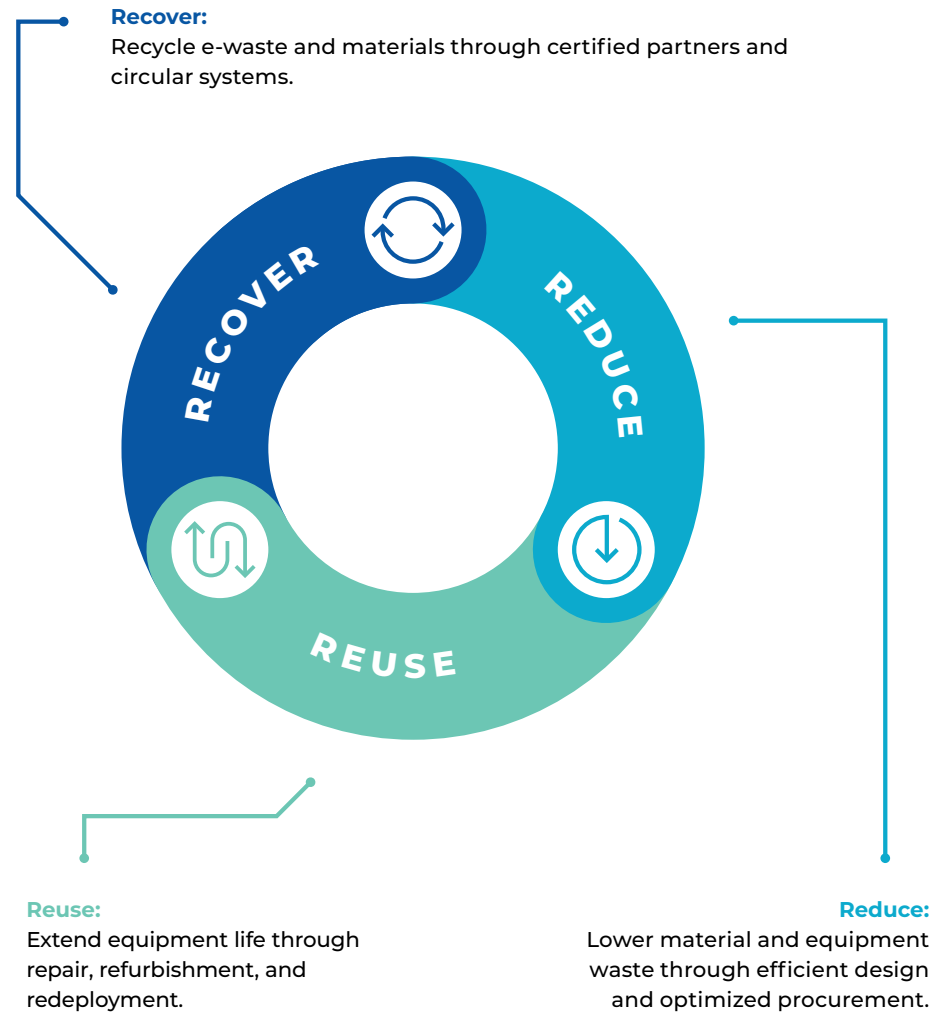 Recover:
Recycle e-waste and materials through certified partners and
circular systems.
RECOVER
REDUCE
REUSE
Reuse:
Extend equipment life through
repair, refurbishment, and
redeployment.
Reduce:
Lower material and equipment
waste through efficient design
and optimized procurement.